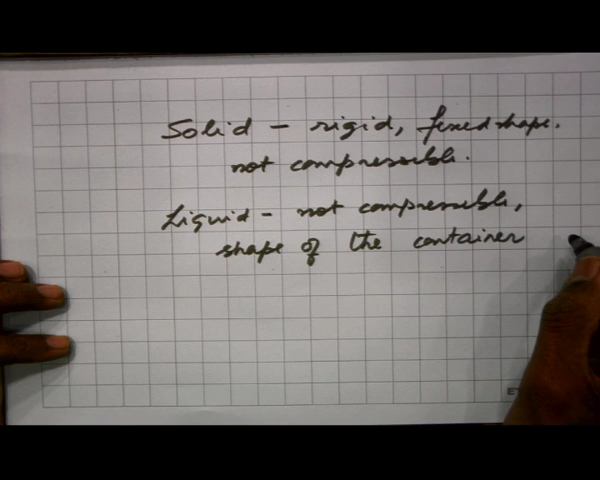 Solid - rigid, fixed shape.
not compressible.
Liquid - not compressible,
shape of the container